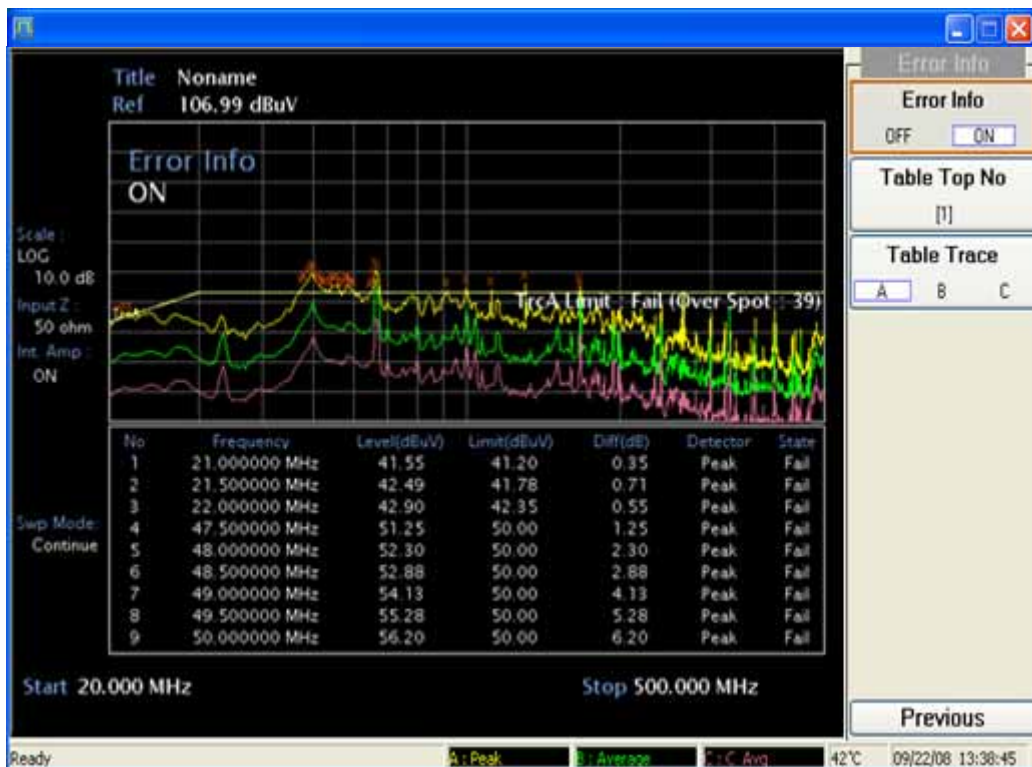 Error Info
Title Noname
Ref 106.99 dBuV
Error Info
OFF ON
Error Info
ON
Table Top No
[1]
Scale :
LOG
10.0 dB
Table Trace
A B C
Input Z :
50 ohm
TrcA Limit : Fail (Over Spot : 39)
Int. Amp :
ON
No Frequency Level(dBuV) Limit(dBuV) Diff(dB) Detector State
1 21.000000 MHz 41.55 41.20 0.35 Peak Fail
2 21.500000 MHz 42.49 41.78 0.71 Peak Fail
3 22.000000 MHz 42.90 42.35 0.55 Peak Fail
4 47.500000 MHz 51.25 50.00 1.25 Peak Fail
5 48.000000 MHz 52.30 50.00 2.30 Peak Fail
6 48.500000 MHz 52.88 50.00 2.88 Peak Fail
7 49.000000 MHz 54.13 50.00 4.13 Peak Fail
8 49.500000 MHz 55.28 50.00 5.28 Peak Fail
9 50.000000 MHz 56.20 50.00 6.20 Peak Fail
Swp Mode:
Continue
Start 20.000 MHz Stop 500.000 MHz
Previous
Ready A : Peak B : Average C : C_Avg 42℃ 09/22/08 13:38:45